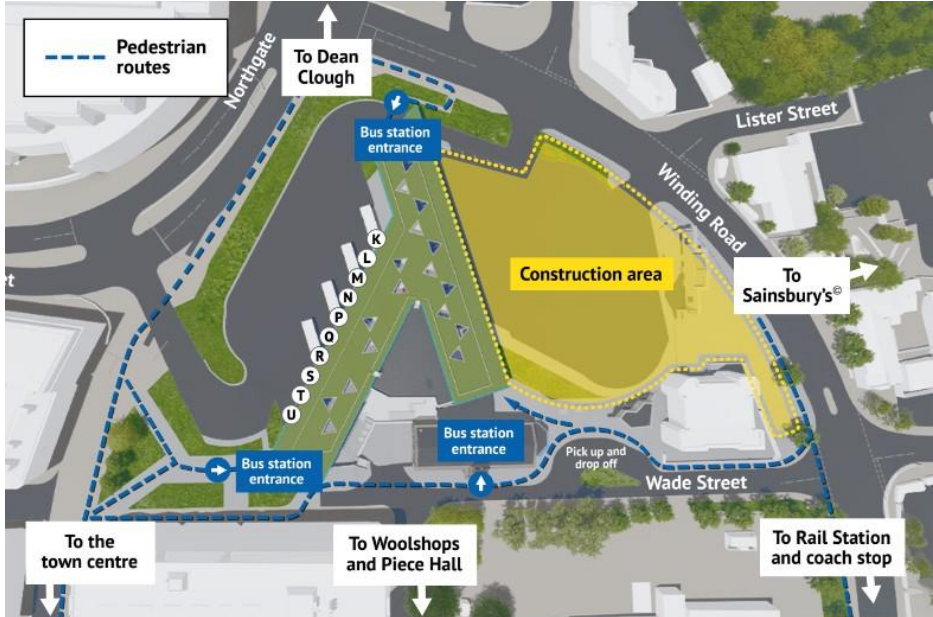 Pedestrian
routes
Northgate
To Dean
Clough
Bus station
entrance
Lister Street
Winding Road
K
L
M
N
P
Q
R
S
T
U
Construction area
To
Sainsbury's©
et
Bus station
entrance
Bus station
entrance
Pick up and
drop off
Wade Street
To the
town centre
To Woolshops
and Piece Hall
To Rail Station
and coach stop